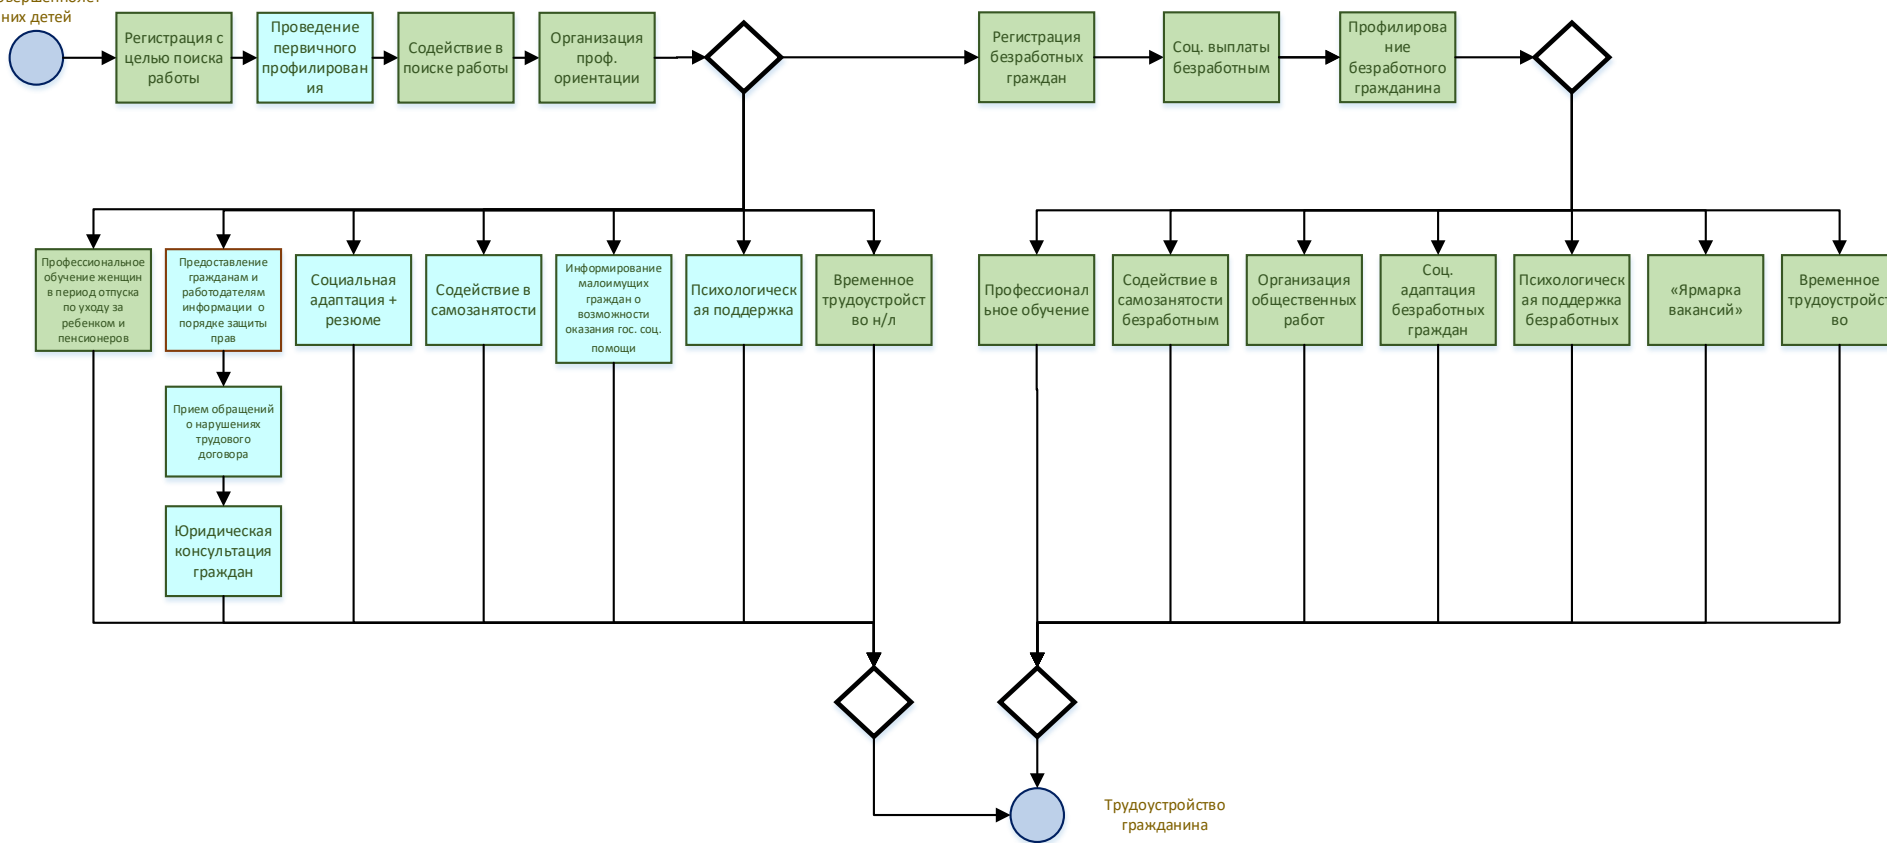 них детей
Регистрация с
целью поиска
работы
Проведение
первичного
профилирован
ия
Содействие в
поиске работы
Организация
проф.
ориентации
Регистрация
безработных
граждан
Соц. выплаты
безработным
Профилирова
ние
безработного
гражданина
Профессиональное
обучение женщин
в период отпуска
по уходу за
ребенком и
пенсионеров
Предоставление
гражданам и
работодателям
информации о
порядке защиты
прав
Социальная
адаптация +
резюме
Содействие в
самозанятости
Информирование
малоимущих
граждан о
возможности
оказания гос. соц.
помощи
Психологическ
ая поддержка
Временное
трудоустройст
во н/л
Профессионал
ьное обучение
Содействие в
самозанятости
безработным
Организация
общественных
работ
Соц.
адаптация
безработных
граждан
Психологическ
ая поддержка
безработных
«Ярмарка
вакансий»
Временное
трудоустройст
во
Прием обращений
о нарушениях
трудового
договора
Юридическая
консультация
граждан
Трудоустройство
гражданина